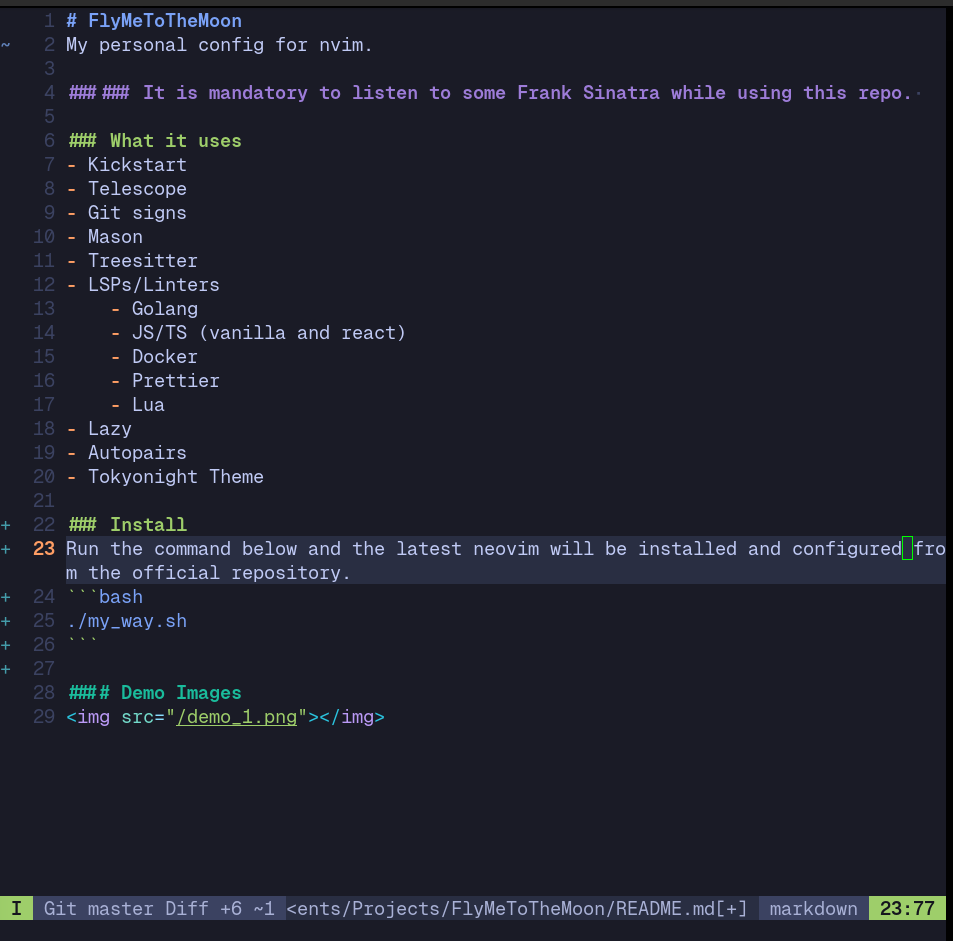 1 # FlyMeToTheMoon
~ 2 My personal config for nvim.
3
4 ###### It is mandatory to listen to some Frank Sinatra while using this repo.·
5
6 ### What it uses
7 - Kickstart
8 - Telescope
9 - Git signs
10 - Mason
11 - Treesitter
12 - LSPs/Linters
13     - Golang
14     - JS/TS (vanilla and react)
15     - Docker
16     - Prettier
17     - Lua
18 - Lazy
19 - Autopairs
20 - Tokyonight Theme
21
+ 22 ### Install
+ 23 Run the command below and the latest neovim will be installed and configured fro
m the official repository.
+ 24 ```bash
+ 25 ./my_way.sh
+ 26 ```
+ 27
28 #### Demo Images
29 <img src="/demo_1.png"></img>
I Git master Diff +6 ~1 <ents/Projects/FlyMeToTheMoon/README.md[+] markdown 23:77